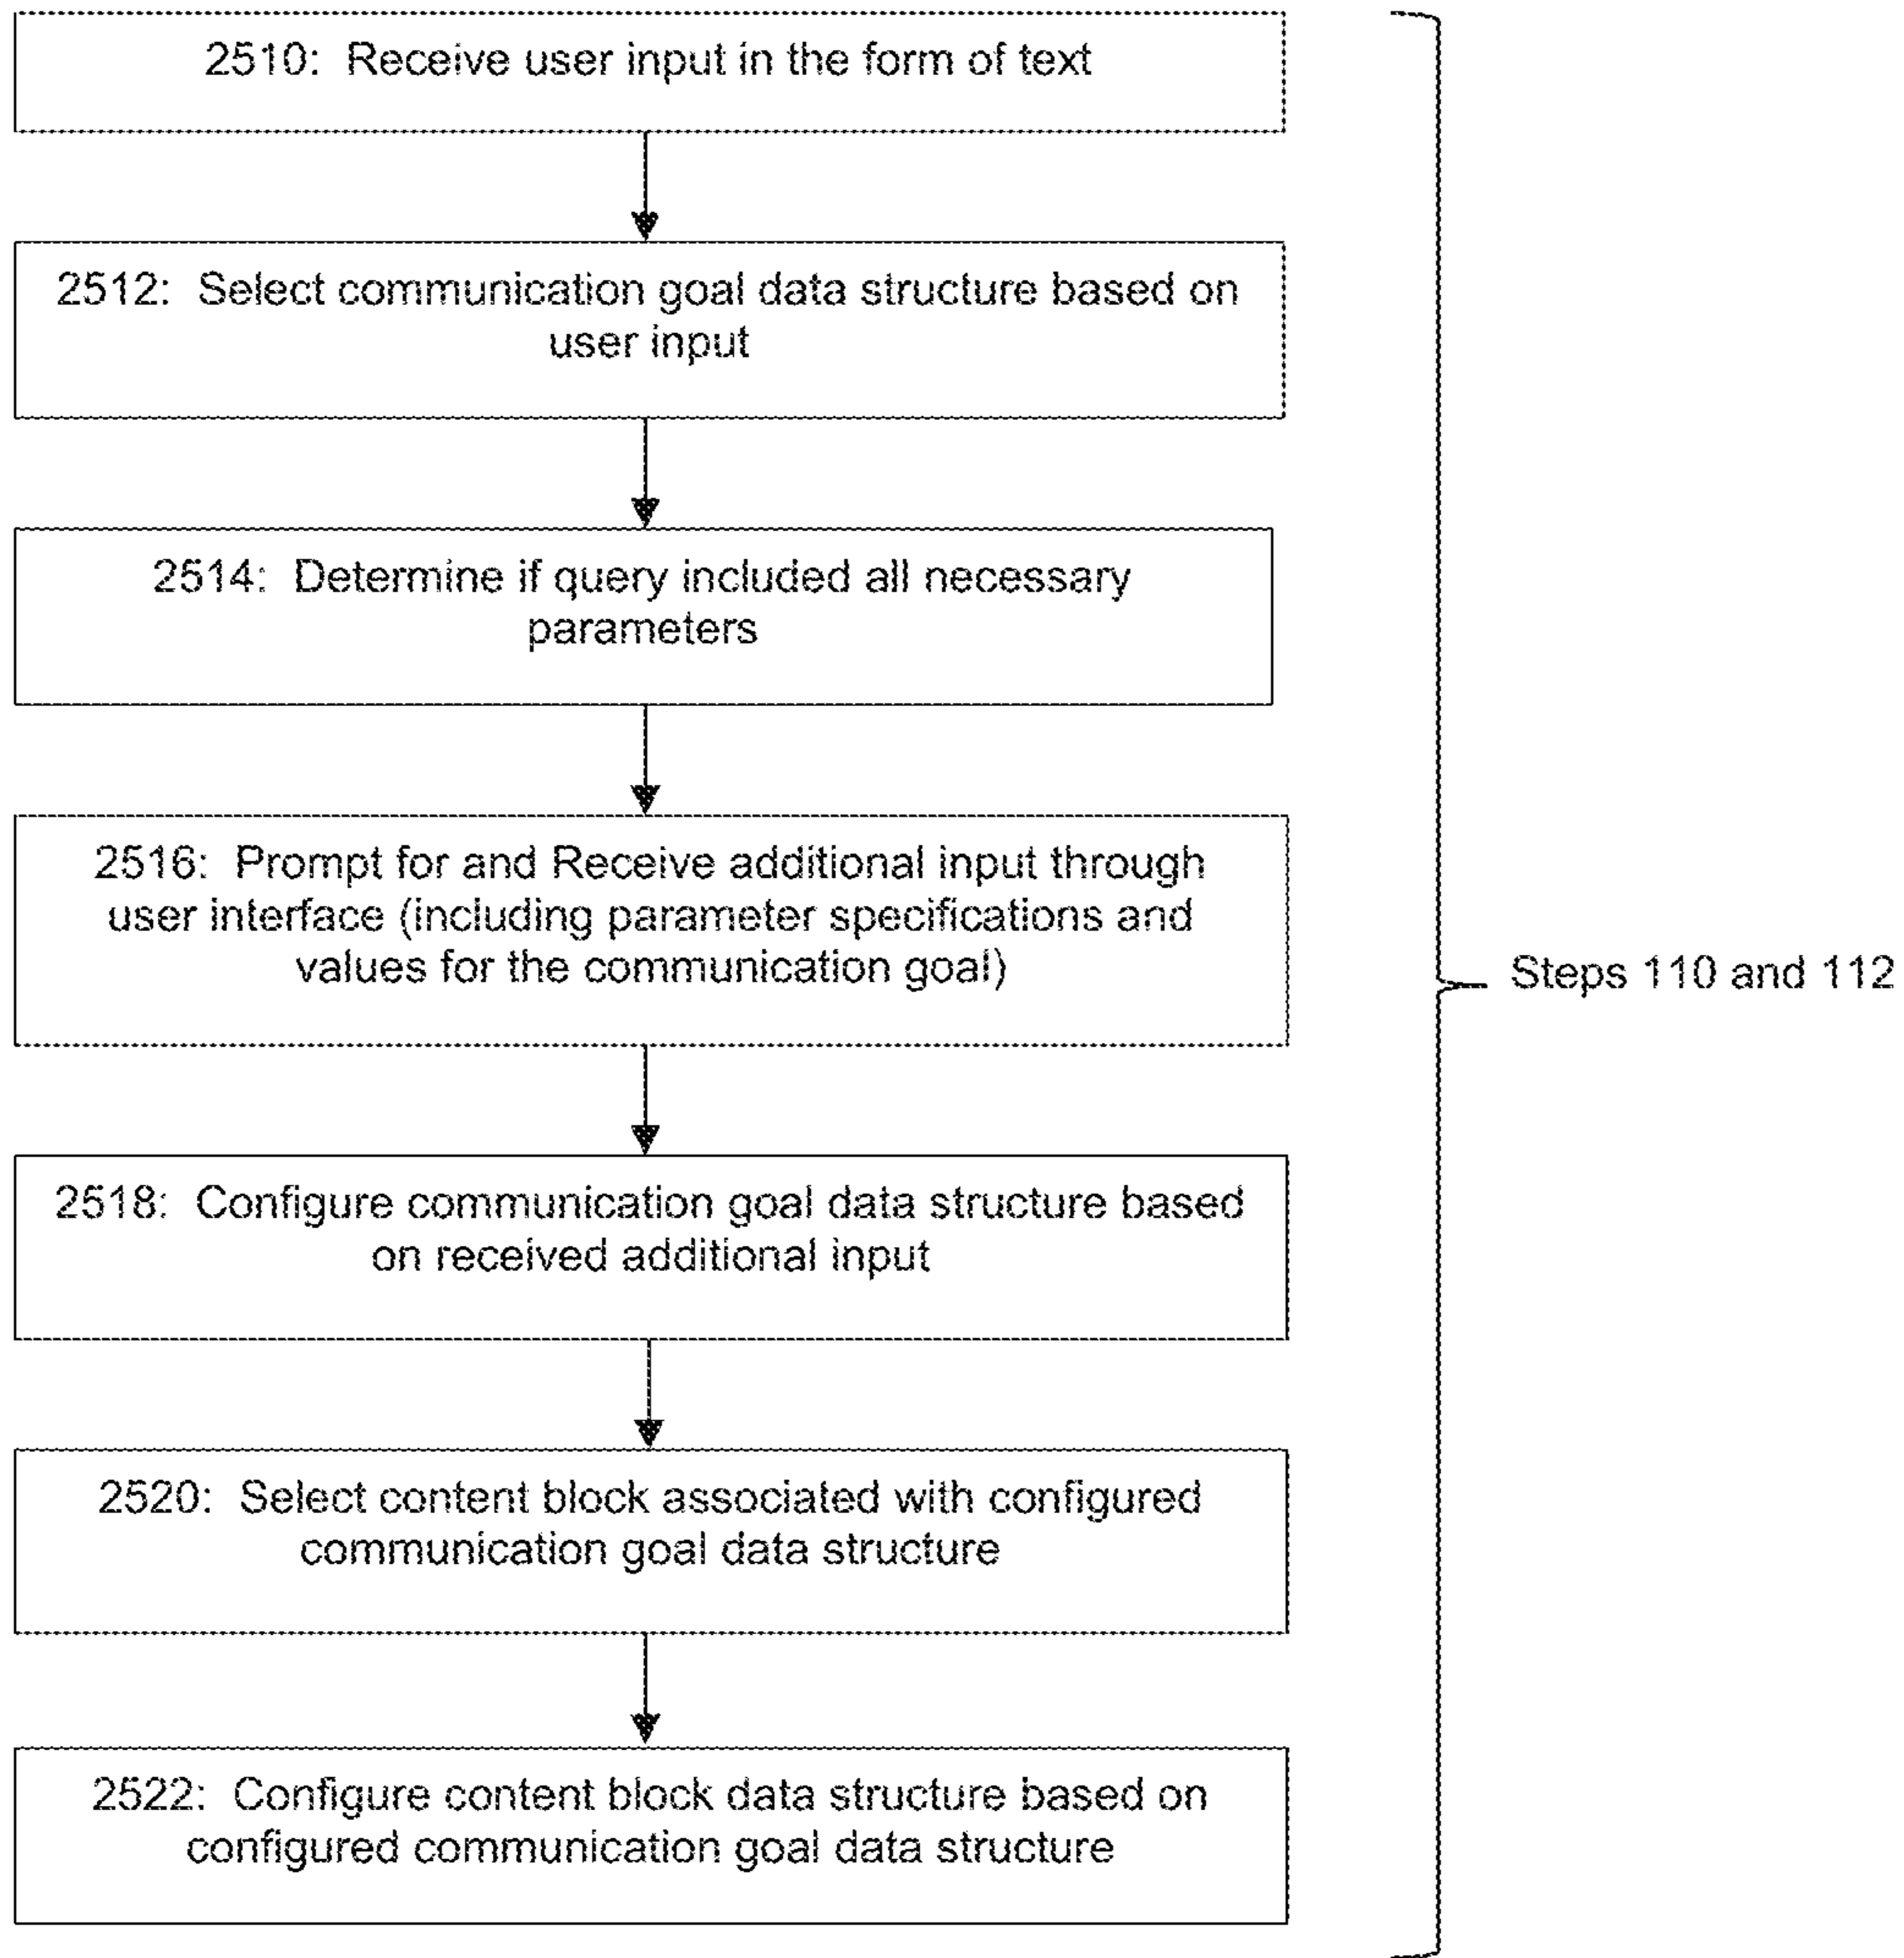 2510: Receive user input in the form of text
2512: Select communication goal data structure based on
user input
2514: Determine if query included all necessary
parameters
2516: Prompt for and Receive additional input through
user interface (including parameter specifications and
values for the communication goal)
Steps 110 and 112
2518: Configure communication goal data structure based
on received additional input
2520: Select content block associated with configured
communication goal data structure
2522: Configure content block data structure based on
configured communication goal data structure